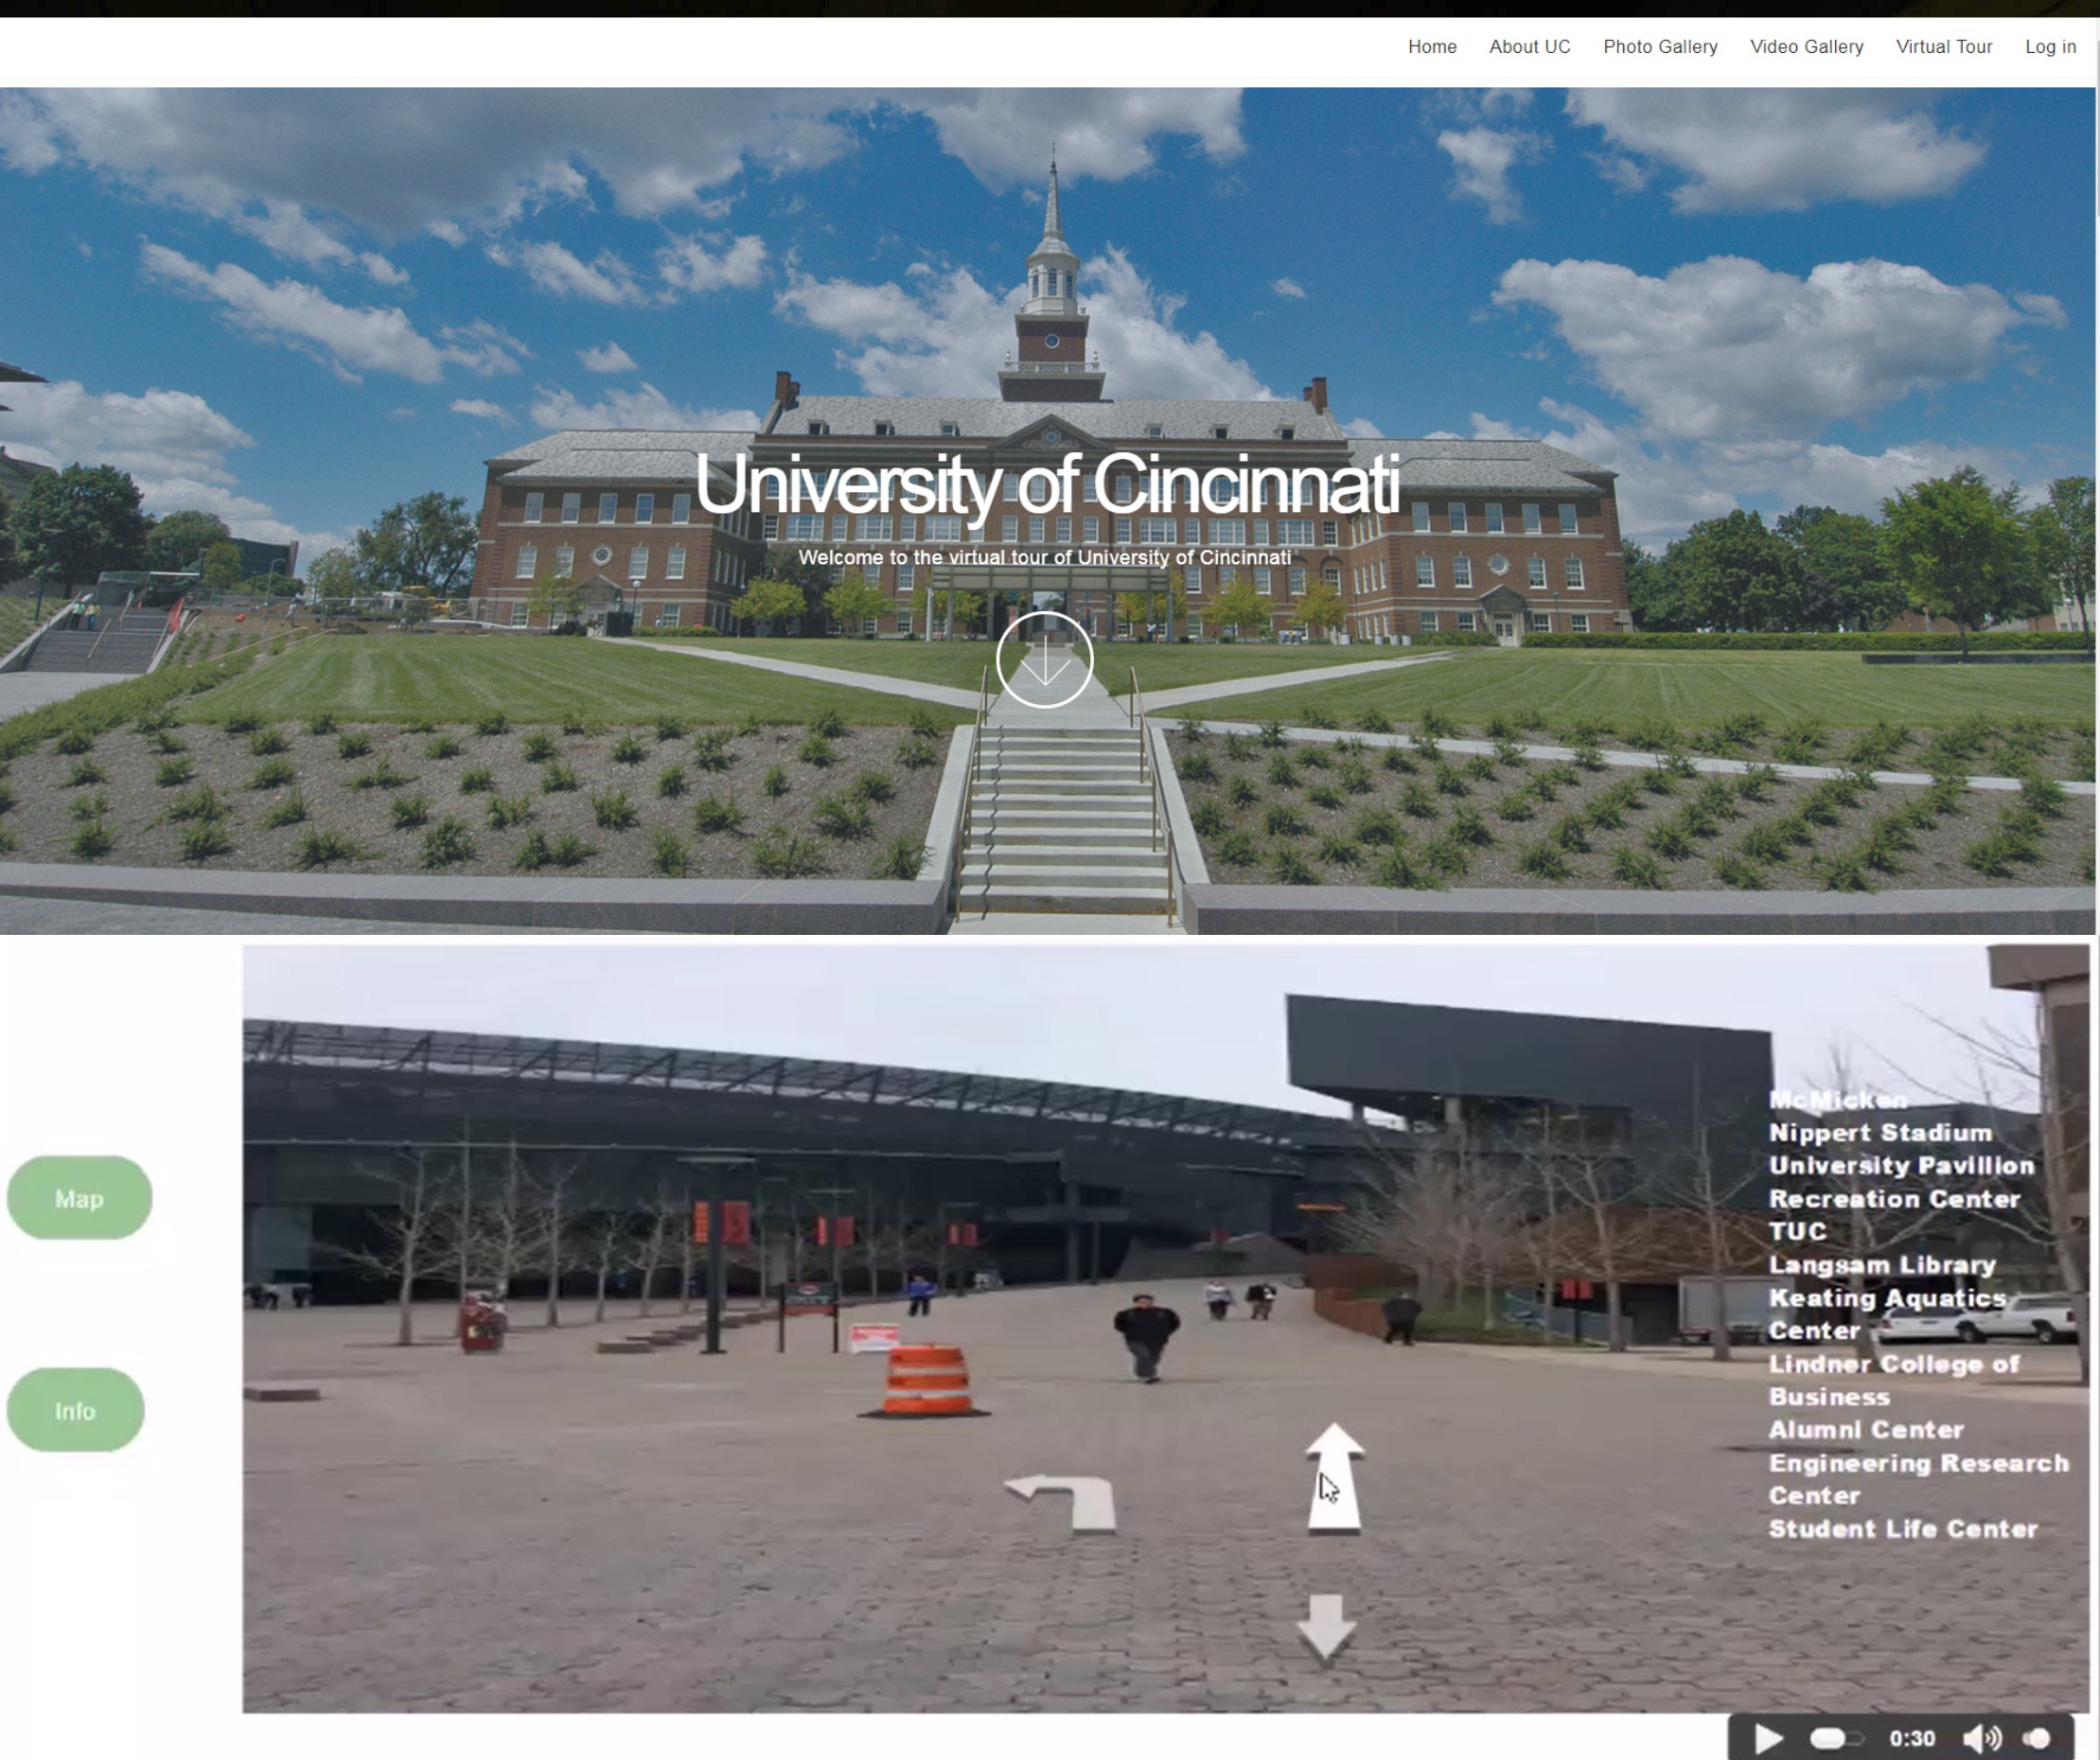 Home About UC Photo Gallery Video Gallery Virtual Tour Log in
University of Cincinnati
Welcome to the virtual tour of University of Cincinnati
Map
Info
McMicken
Nippert Stadium
University Pavillion
Recreation Center
TUC
Langsam Library
Keating Aquatics
Center
Lindner College of
Business
Alumni Center
Engineering Research
Center
Student Life Center
0:30